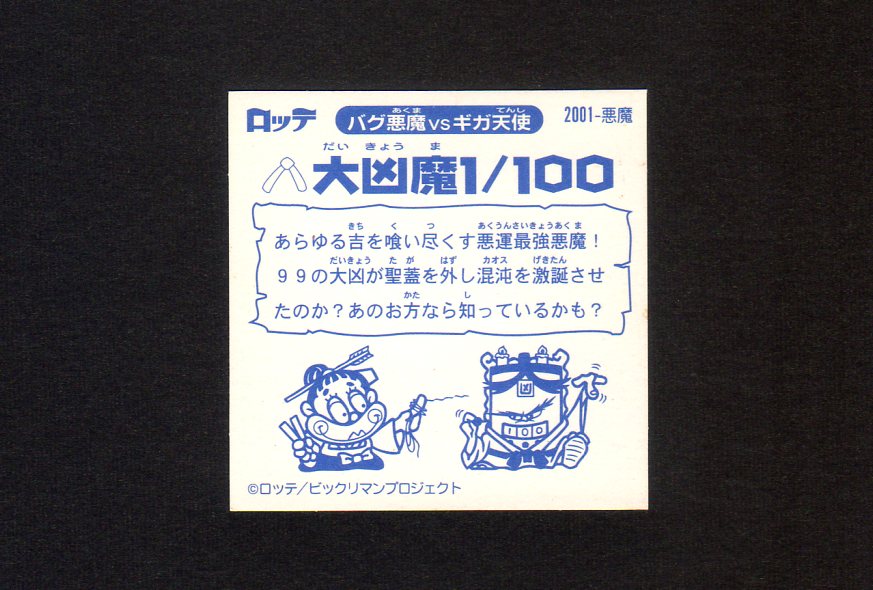 ロッテ バグ悪魔vsギガ天使 2001-悪魔
大凶魔1/100
あらゆる吉を喰い尽くす悪運最強悪魔！
９９の大凶が聖蓋を外し混沌を激誕させ
たのか？あのお方なら知っているかも？
凶
100
©ロッテ/ビックリマンプロジェクト